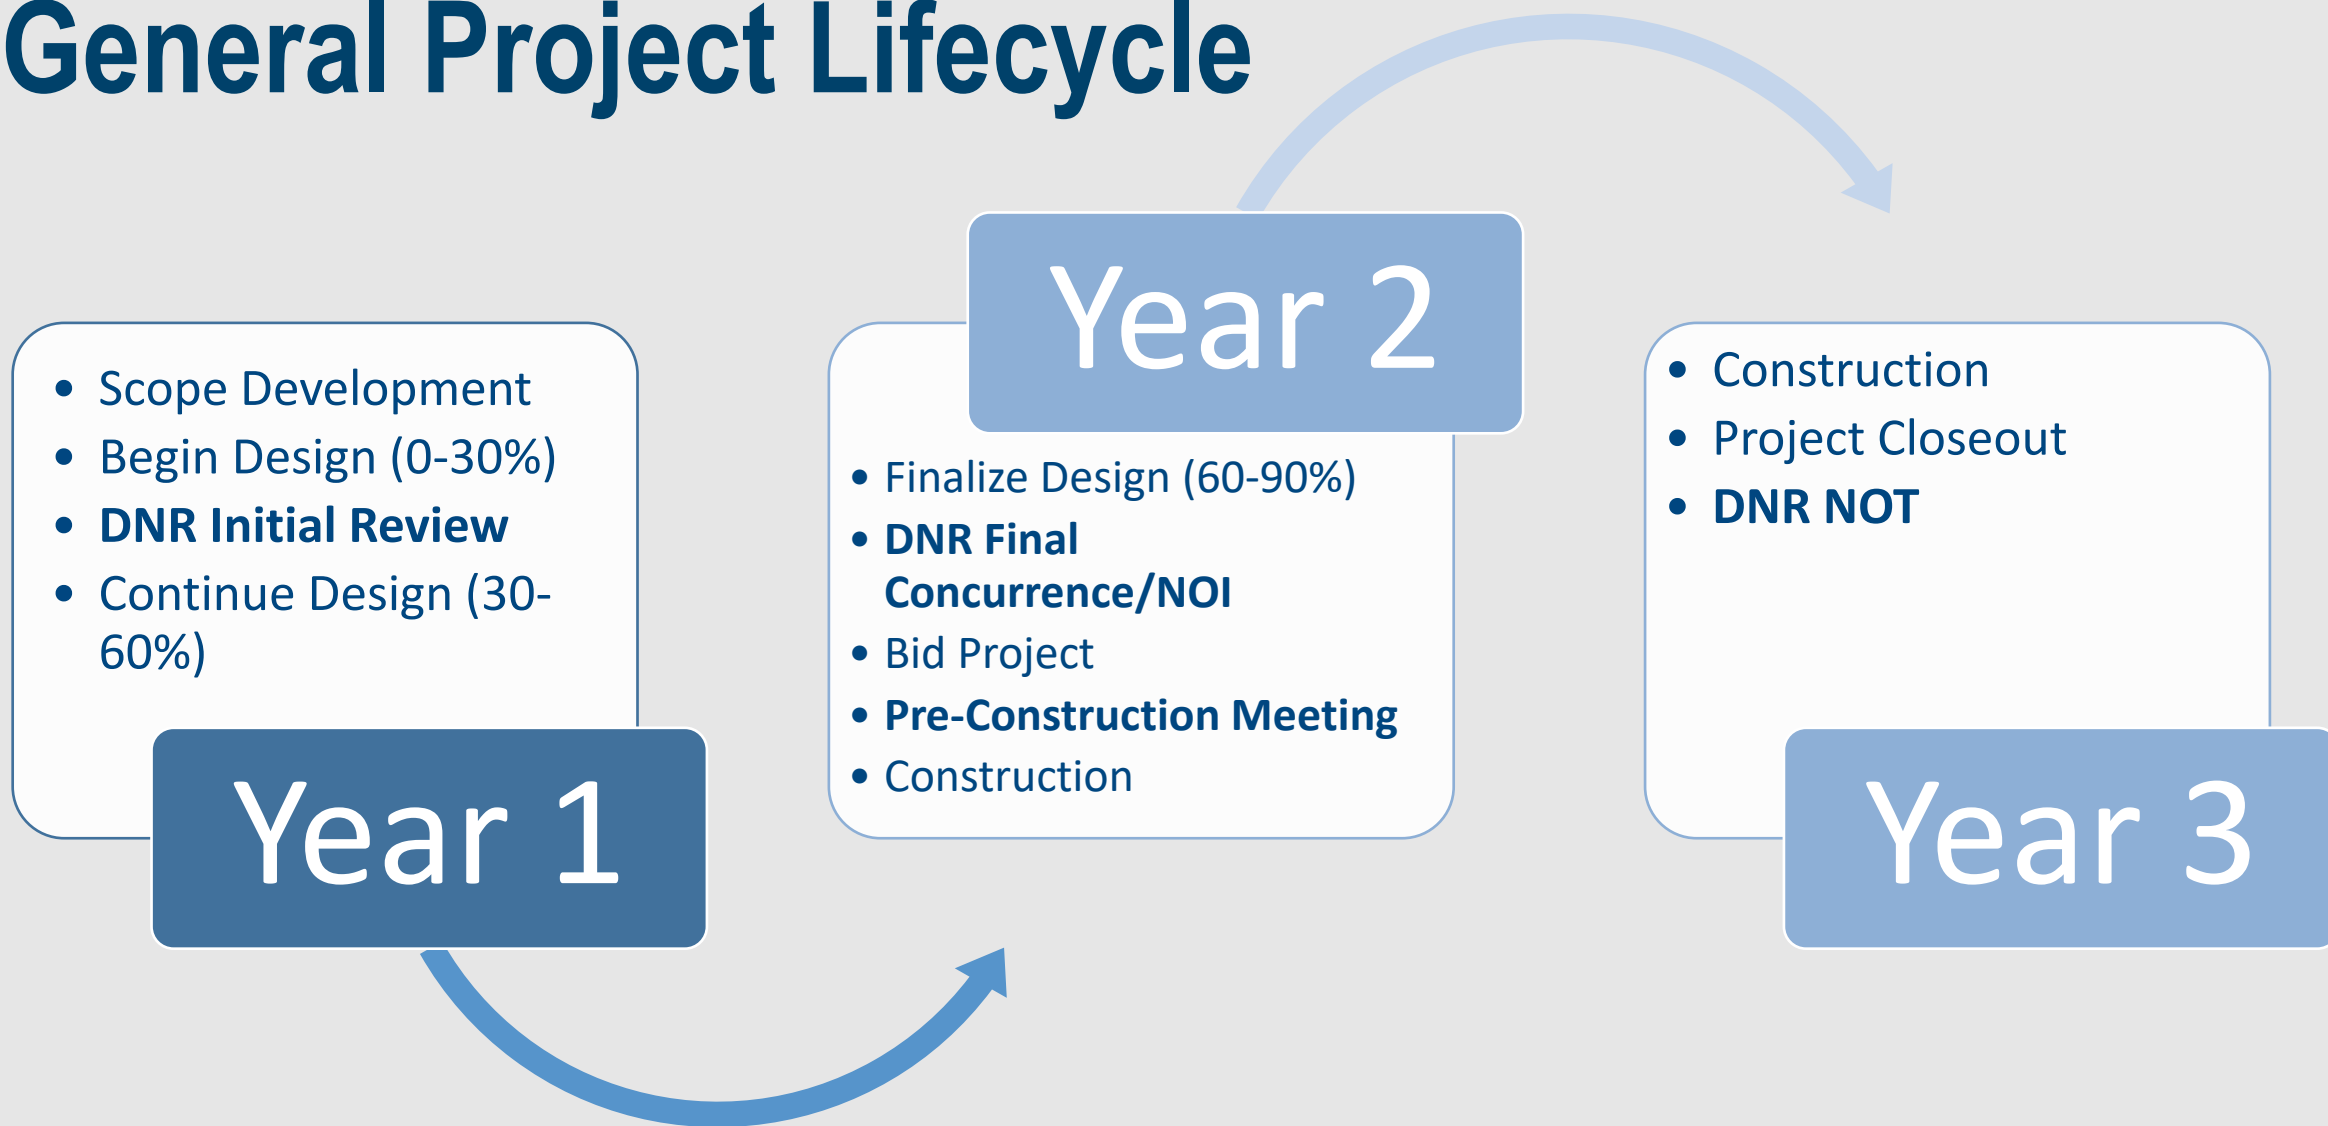 General Project Lifecycle
• Scope Development
• Begin Design (0-30%)
• DNR Initial Review
• Continue Design (30-
60%)
Year 1
Year 2
• Finalize Design (60-90%)
• DNR Final
Concurrence/NOI
• Bid Project
• Pre-Construction Meeting
• Construction
• Construction
• Project Closeout
• DNR NOT
Year 3